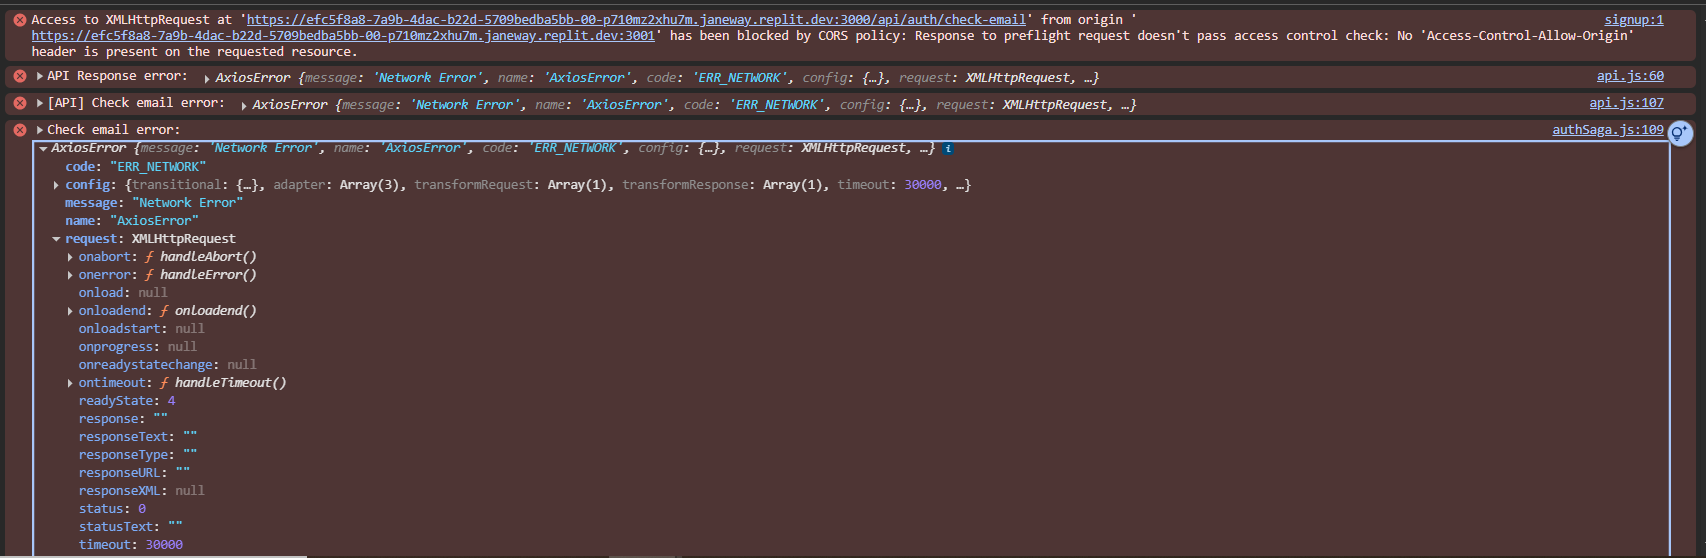 Access to XMLHttpRequest at 'https://efc5f8a8-7a9b-4dac-b22d-5709bedba5bb-00-p710mz2xhu7m.janeway.replit.dev:3000/api/auth/check-email' from origin ' signup:1
https://efc5f8a8-7a9b-4dac-b22d-5709bedba5bb-00-p710mz2xhu7m.janeway.replit.dev:3001' has been blocked by CORS policy: Response to preflight request doesn't pass access control check: No 'Access-Control-Allow-Origin'
header is present on the requested resource.
API Response error: AxiosError {message: 'Network Error', name: 'AxiosError', code: 'ERR_NETWORK', config: {…}, request: XMLHttpRequest, …} api.js:60
[API] Check email error: AxiosError {message: 'Network Error', name: 'AxiosError', code: 'ERR_NETWORK', config: {…}, request: XMLHttpRequest, …} api.js:107
Check email error: authSaga.js:109
AxiosError {message: 'Network Error', name: 'AxiosError', code: 'ERR_NETWORK', config: {…}, request: XMLHttpRequest, …} i
code: "ERR_NETWORK"
config: {transitional: {…}, adapter: Array(3), transformRequest: Array(1), transformResponse: Array(1), timeout: 30000, …}
message: "Network Error"
name: "AxiosError"
request: XMLHttpRequest
onabort: ƒ handleAbort()
onerror: ƒ handleError()
onload: null
onloadend: ƒ onloadend()
onloadstart: null
onprogress: null
onreadystatechange: null
ontimeout: ƒ handleTimeout()
readyState: 4
response: ""
responseText: ""
responseType: ""
responseURL: ""
responseXML: null
status: 0
statusText: ""
timeout: 30000